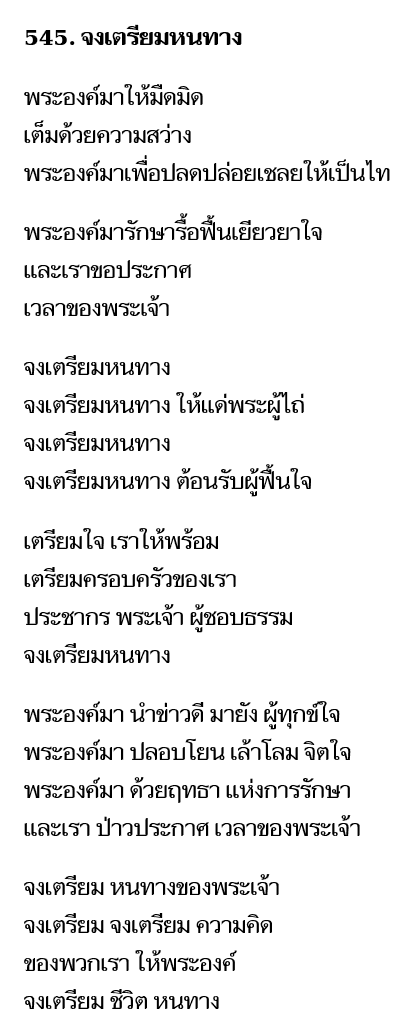 545. จงเตรียมหนทาง
พระองค์มาให้มืดมิด
เต็มด้วยความสว่าง
พระองค์มาเพื่อปลดปล่อยเชลยให้เป็นไท
พระองค์มารักษารื้อฟื้นเยียวยาใจ
และเราขอประกาศ
เวลาของพระเจ้า
จงเตรียมหนทาง
จงเตรียมหนทาง ให้แด่พระผู้ไถ่
จงเตรียมหนทาง
จงเตรียมหนทาง ต้อนรับผู้ฟื้นใจ
เตรียมใจ เราให้พร้อม
เตรียมครอบครัวของเรา
ประชากร พระเจ้า ผู้ชอบธรรม
จงเตรียมหนทาง
พระองค์มา นำข่าวดี มายัง ผู้ทุกข์ใจ
พระองค์มา ปลอบโยน เล้าโลม จิตใจ
พระองค์มา ด้วยฤทธา แห่งการรักษา
และเรา ป่าวประกาศ เวลาของพระเจ้า
จงเตรียม หนทางของพระเจ้า
จงเตรียม จงเตรียม ความคิด
ของพวกเรา ให้พระองค์
จงเตรียม ชีวิต หนทาง